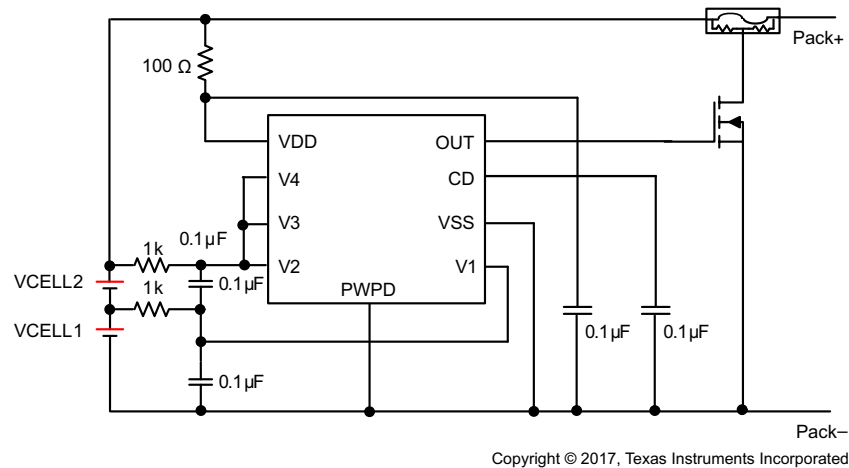 Pack+
100 Ω
VDD
OUT
V4
CD
V3
VSS
0.1µF
1k
V2
V1
VCELL2
0.1µF
1k
PWPD
VCELL1
0.1µF
0.1µF
0.1µF
Pack–
Copyright © 2017, Texas Instruments Incorporated